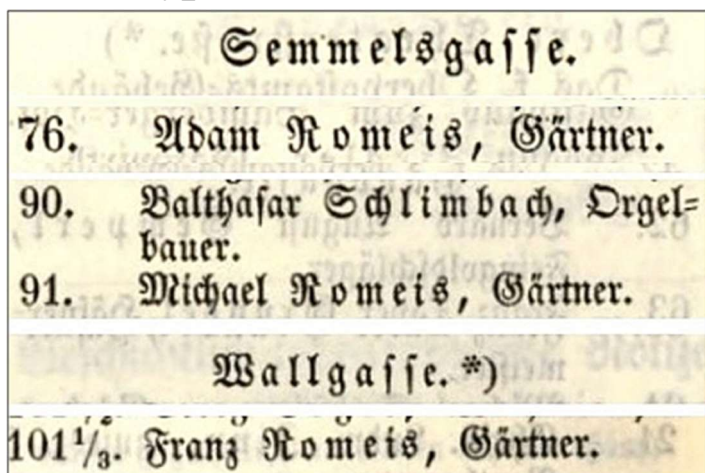 Semmelsgasse.
76. Adam Romeis, Gärtner.
90. Balthasar Schlimbach, Orgel=
bauer.
91. Michael Romeis, Gärtner.
Wallgasse. *)
101⅓. Franz Romeis, Gärtner.